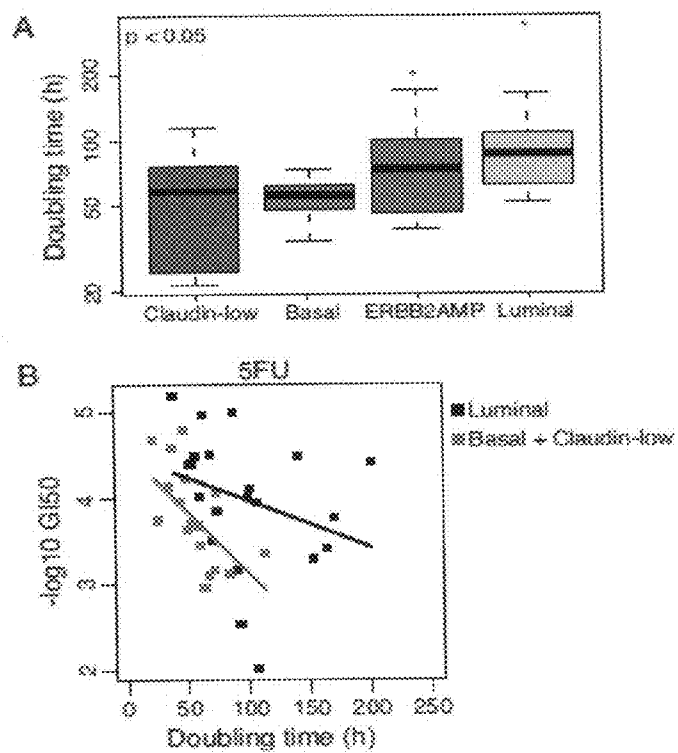 A
p < 0.05
Doubling time (h)
200
100
50
20
Claudin-low Basal ERBB2AMP Luminal
B
5FU
Luminal
Basal + Claudin-low
-log10 GI50
5
4
3
2
0 50 100 150 200 250
Doubling time (h)